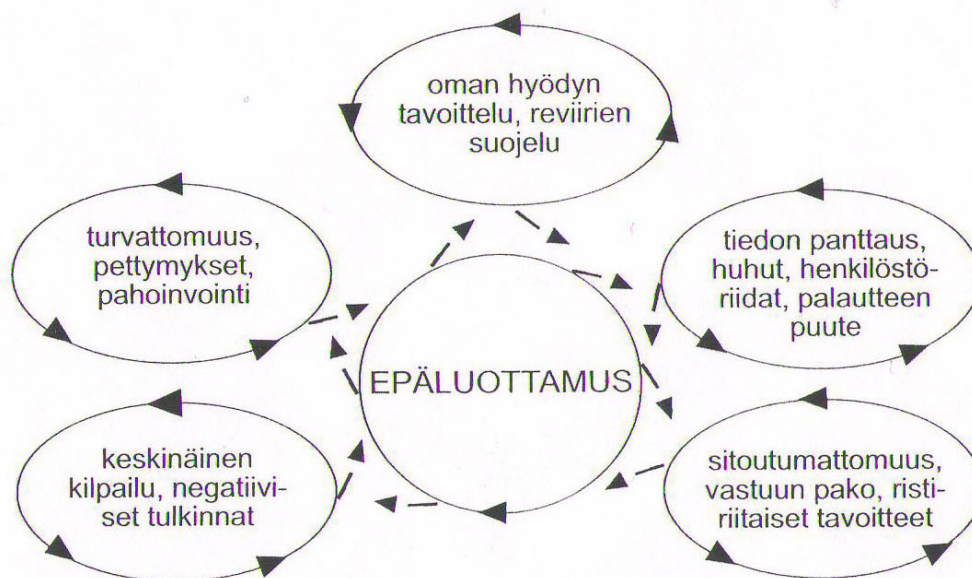 oman hyödyn
tavoittelu, reviirien
suojelu
turvattomuus,
pettymykset,
pahoinvointi
tiedon panttaus,
huhut, henkilöstö-
riidat, palautteen
puute
EPÄLUOTTAMUS
keskinäinen
kilpailu, negatiivi-
set tulkinnat
sitoutumattomuus,
vastuun pako, risti-
riitaiset tavoitteet